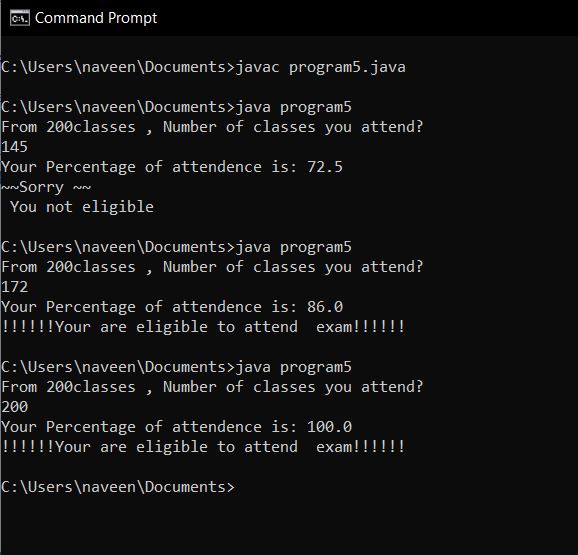 Command Prompt
C:\Users\naveen\Documents>javac program5.java
C:\Users\naveen\Documents>java program5
From 200classes , Number of classes you attend?
145
Your Percentage of attendence is: 72.5
~~Sorry ~~
 You not eligible
C:\Users\naveen\Documents>java program5
From 200classes , Number of classes you attend?
172
Your Percentage of attendence is: 86.0
!!!!!!Your are eligible to attend  exam!!!!!!
C:\Users\naveen\Documents>java program5
From 200classes , Number of classes you attend?
200
Your Percentage of attendence is: 100.0
!!!!!!Your are eligible to attend  exam!!!!!!
C:\Users\naveen\Documents>